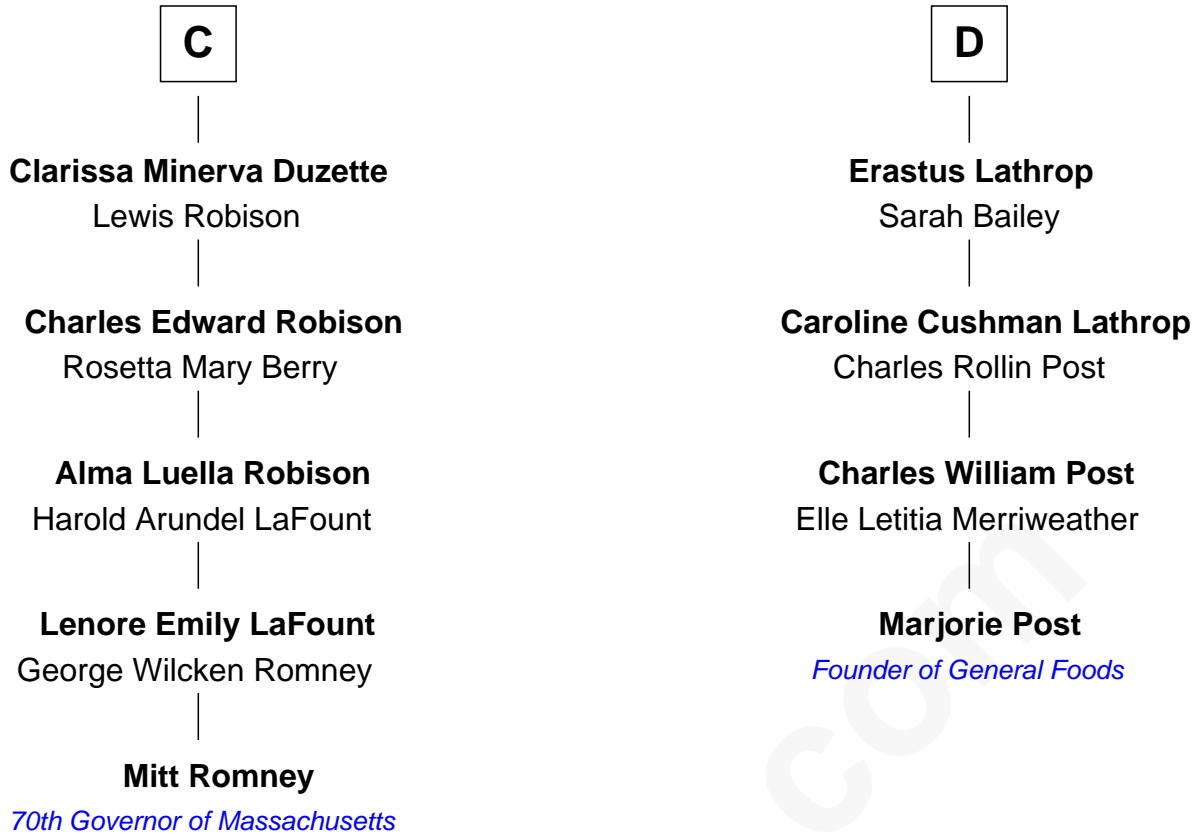 C
Clarissa Minerva Duzette
Lewis Robison
Charles Edward Robison
Rosetta Mary Berry
Alma Luella Robison
Harold Arundel LaFount
Lenore Emily LaFount
George Wilcken Romney
Mitt Romney
70th Governor of Massachusetts
D
Erastus Lathrop
Sarah Bailey
Caroline Cushman Lathrop
Charles Rollin Post
Charles William Post
Elle Letitia Merriweather
Marjorie Post
Founder of General Foods
com